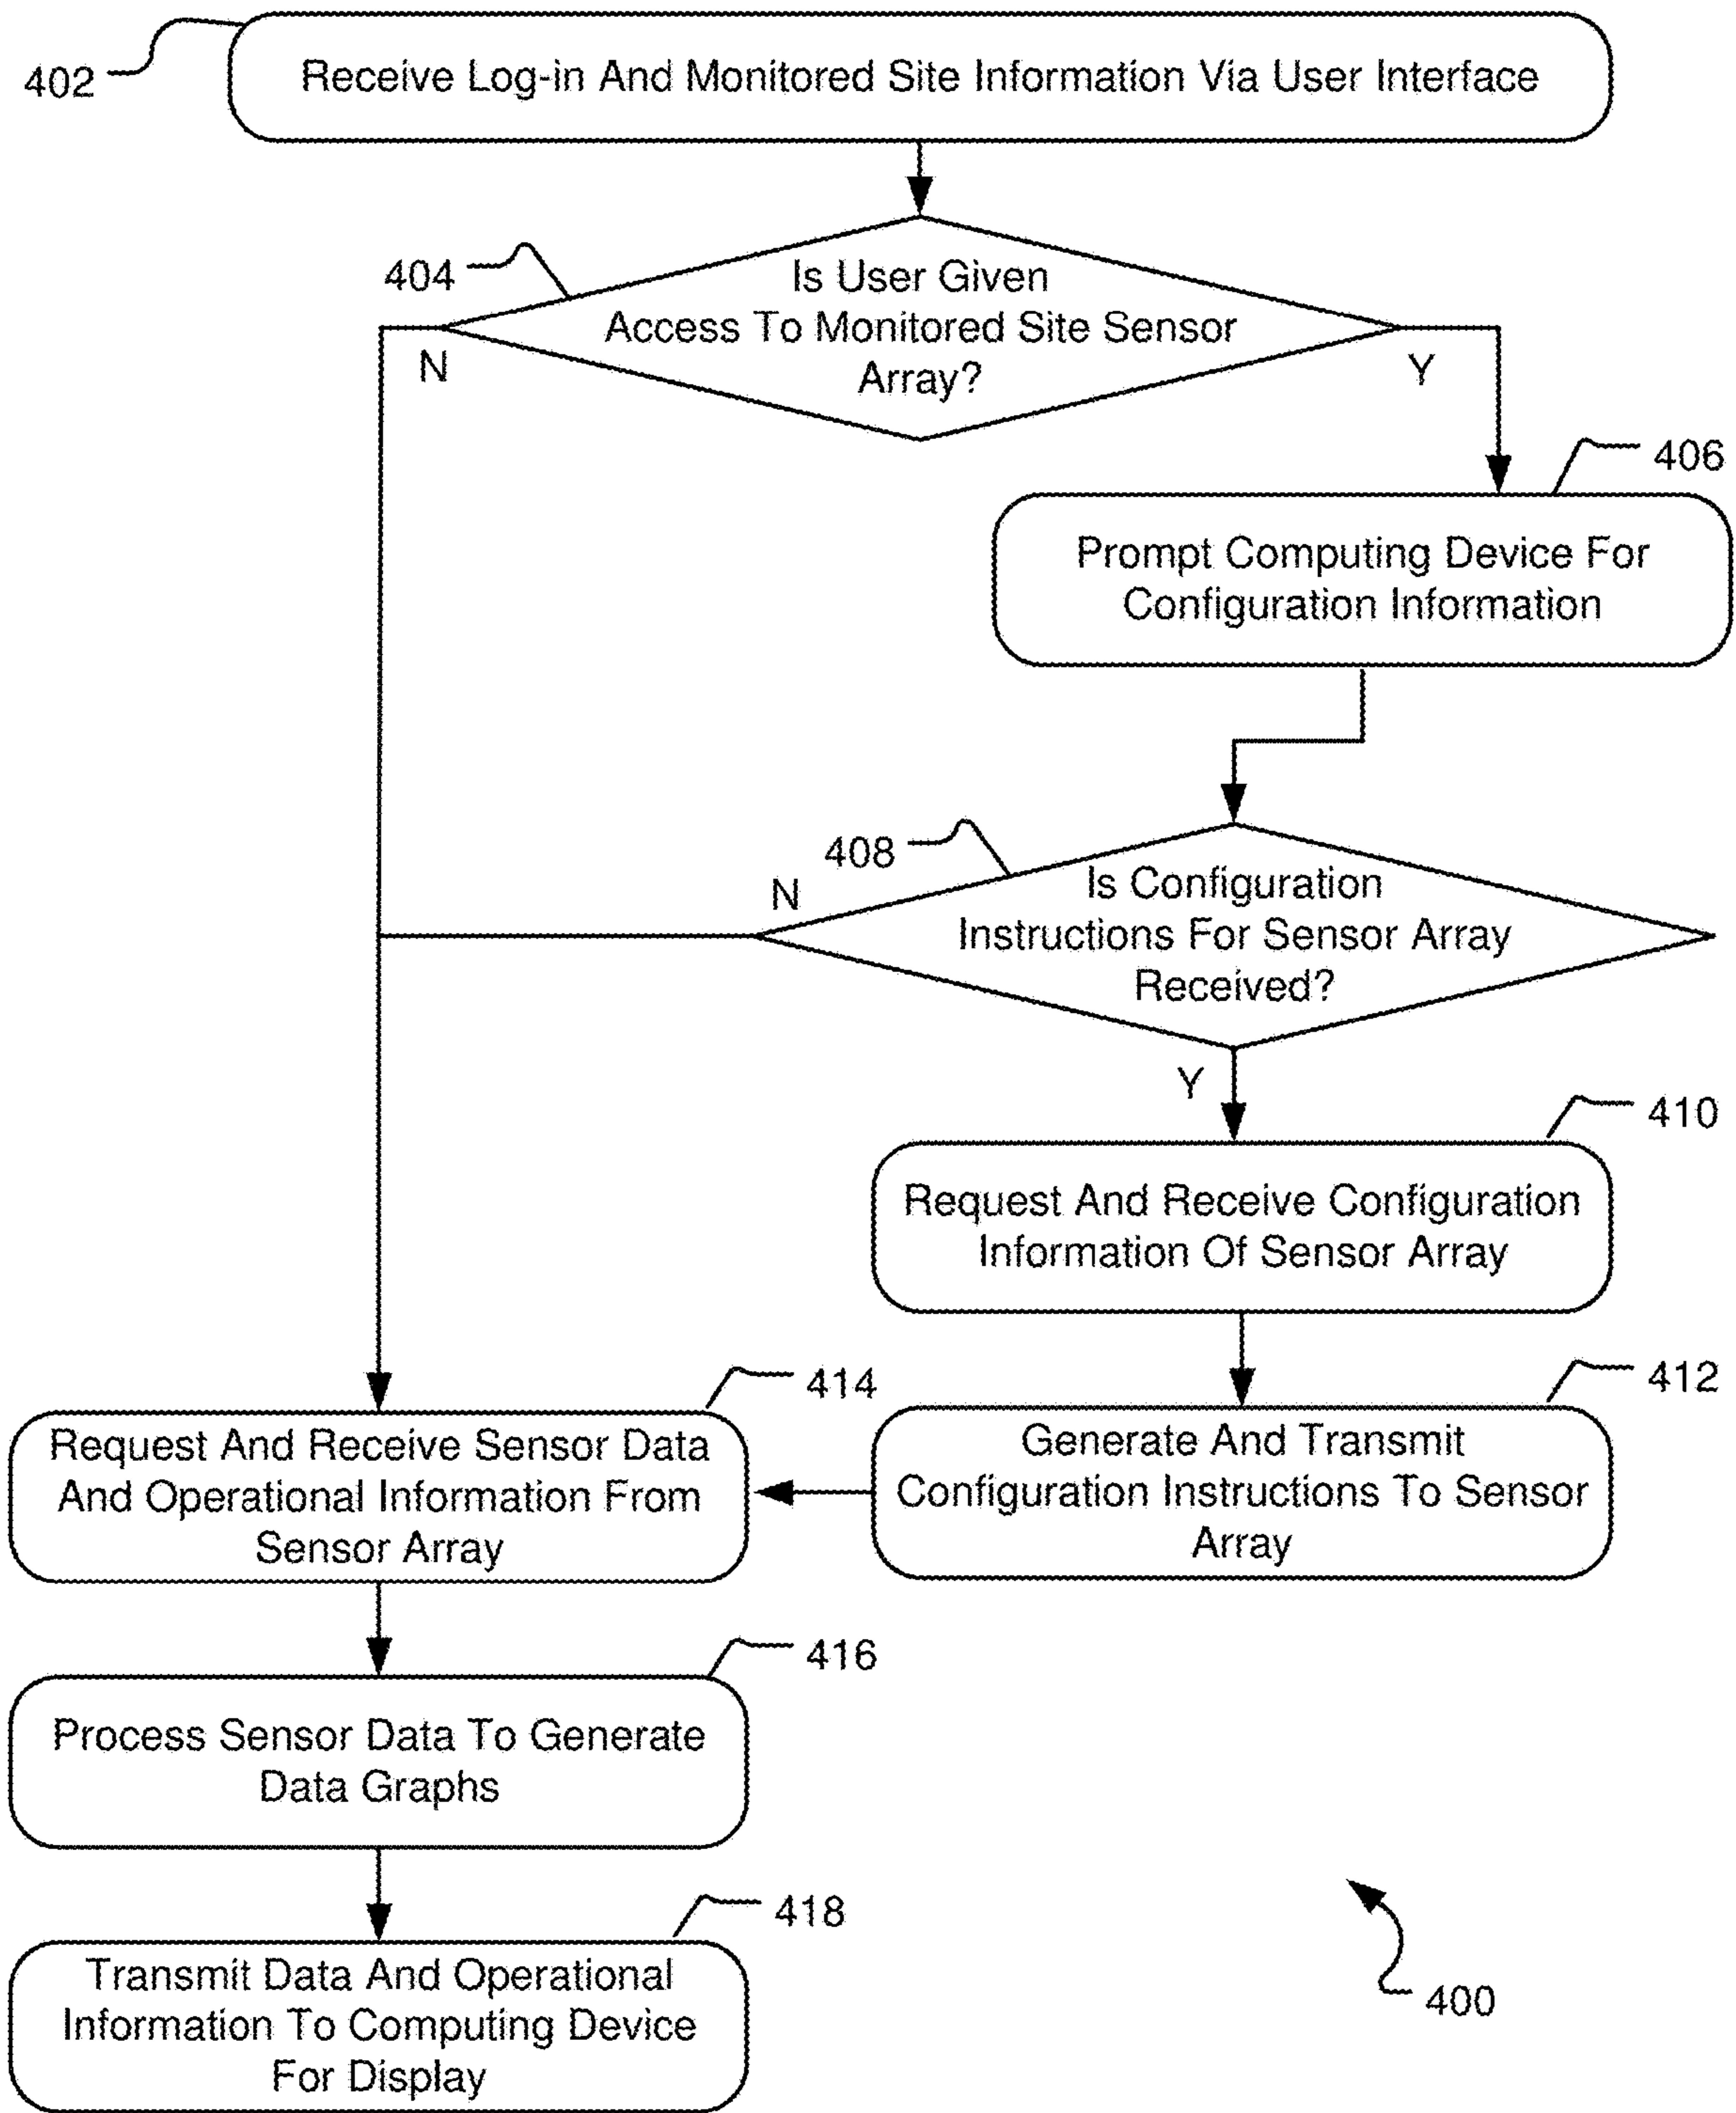 402
Receive Log-in And Monitored Site Information Via User Interface
404
Is User Given
Access To Monitored Site Sensor
Array?
N
Y
406
Prompt Computing Device For
Configuration Information
408
N
Is Configuration
Instructions For Sensor Array
Received?
Y
410
Request And Receive Configuration
Information Of Sensor Array
412
Generate And Transmit
Configuration Instructions To Sensor
Array
414
Request And Receive Sensor Data
And Operational Information From
Sensor Array
416
Process Sensor Data To Generate
Data Graphs
418
Transmit Data And Operational
Information To Computing Device
For Display
400